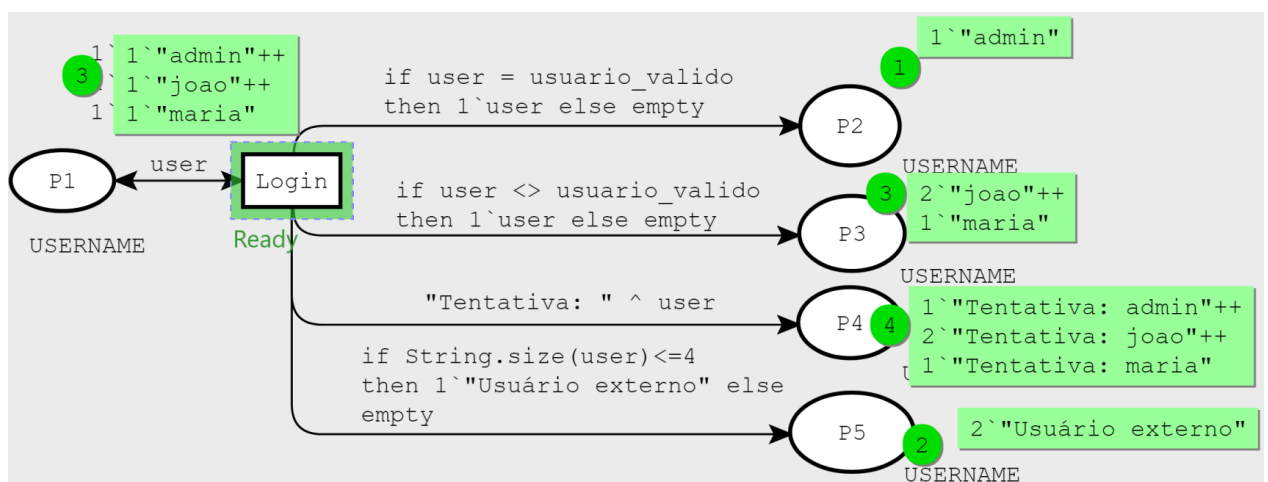 1`"admin"
1` 1`"admin"++
3 1`"joao"++
1 1`"maria"
1
if user = usuario_valido
then 1`user else empty
P2
USERNAME
P1
user
Login
USERNAME
Ready
if user <> usuario_valido
then 1`user else empty
3
2`"joao"++
1`"maria"
P3
USERNAME
"Tentativa: " ^ user
P4
4
1`"Tentativa: admin"++
2`"Tentativa: joao"++
1`"Tentativa: maria"
if String.size(user)<=4
then 1`"Usuário externo" else
empty
P5
2
2`"Usuário externo"
USERNAME